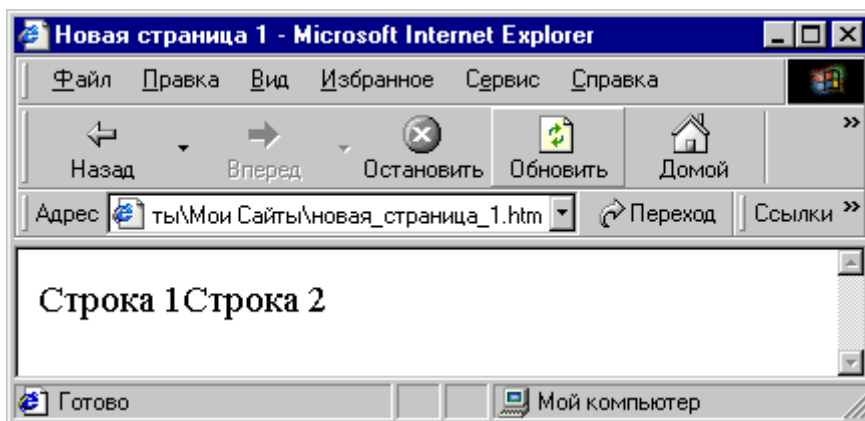 Новая страница 1 - Microsoft Internet Explorer
Файл Правка Вид Избранное Сервис Справка
Назад Вперед Остановить Обновить Домой »
Адрес ты\Мои Сайты\новая_страница_1.htm Переход Ссылки »
Строка 1Строка 2
Готово Мой компьютер